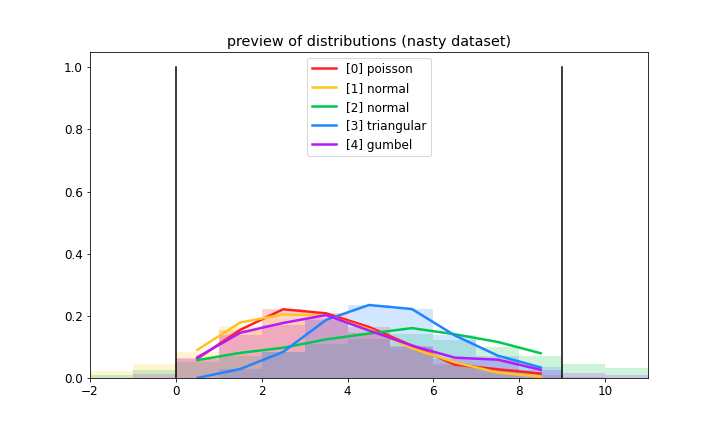 preview of distributions (nasty dataset)
1.0
0.8
0.6
0.4
0.2
0.0
[0] poisson
[1] normal
[2] normal
[3] triangular
[4] gumbel
−2
0
2
4
6
8
10